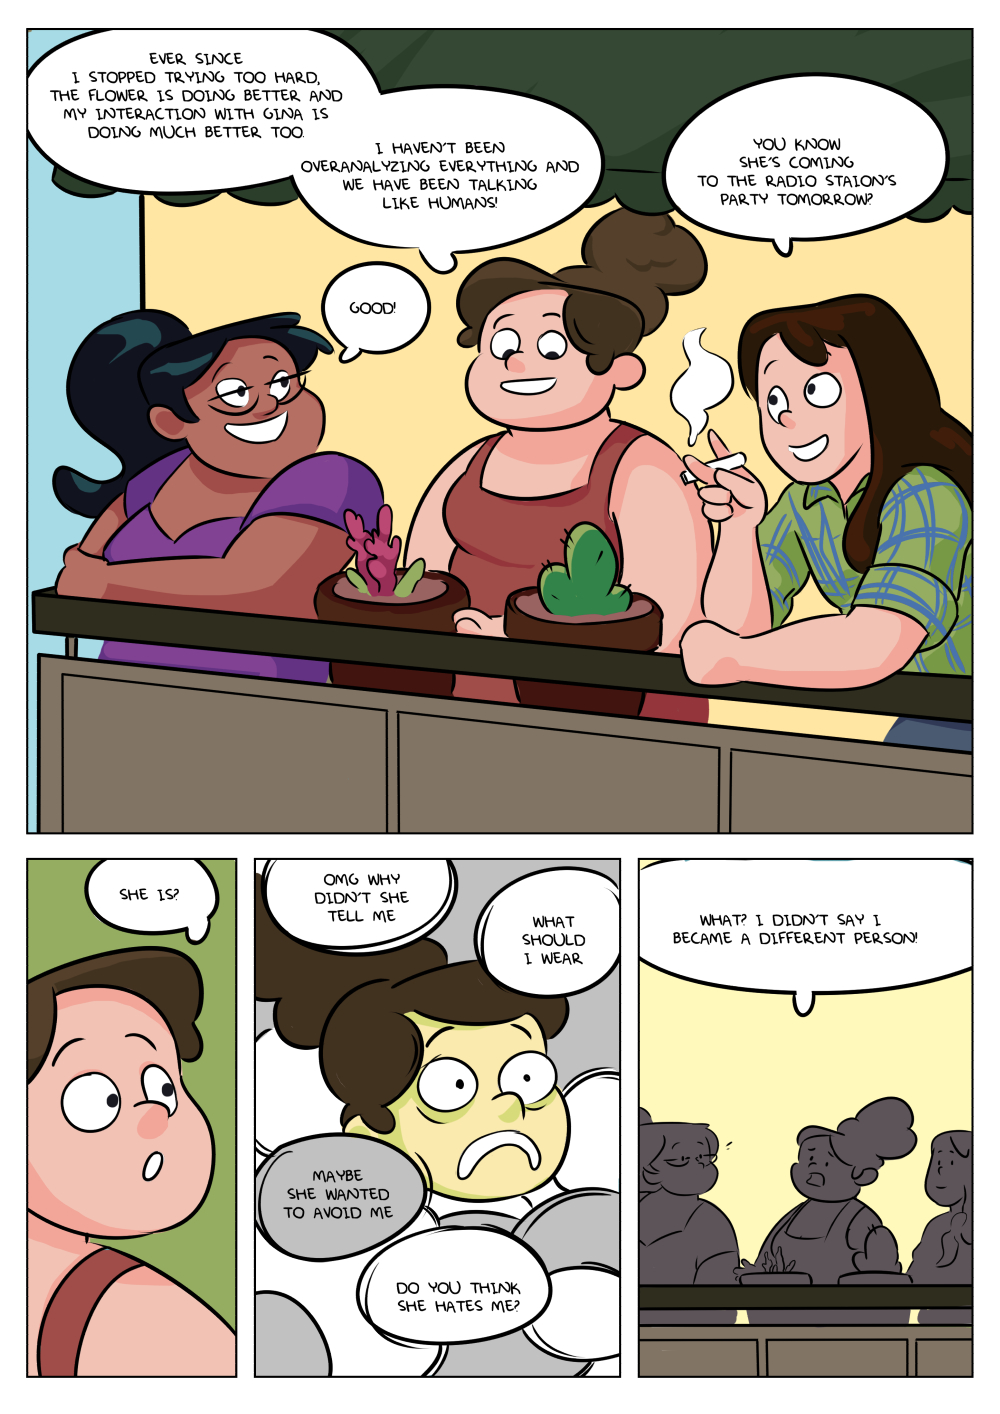 EVER SINCE
I STOPPED TRYING TOO HARD,
THE FLOWER IS DOING BETTER AND
MY INTERACTION WITH GINA IS
DOING MUCH BETTER TOO.
I HAVEN'T BEEN
OVERANALYZING EVERYTHING AND
WE HAVE BEEN TALKING
LIKE HUMANS!
GOOD!
YOU KNOW
SHE'S COMING
TO THE RADIO STAION'S
PARTY TOMORROW?
SHE IS?
OMG WHY
DIDN'T SHE
TELL ME
WHAT
SHOULD
I WEAR
MAYBE
SHE WANTED
TO AVOID ME
DO YOU THINK
SHE HATES ME?
WHAT? I DIDN'T SAY I
BECAME A DIFFERENT PERSON!